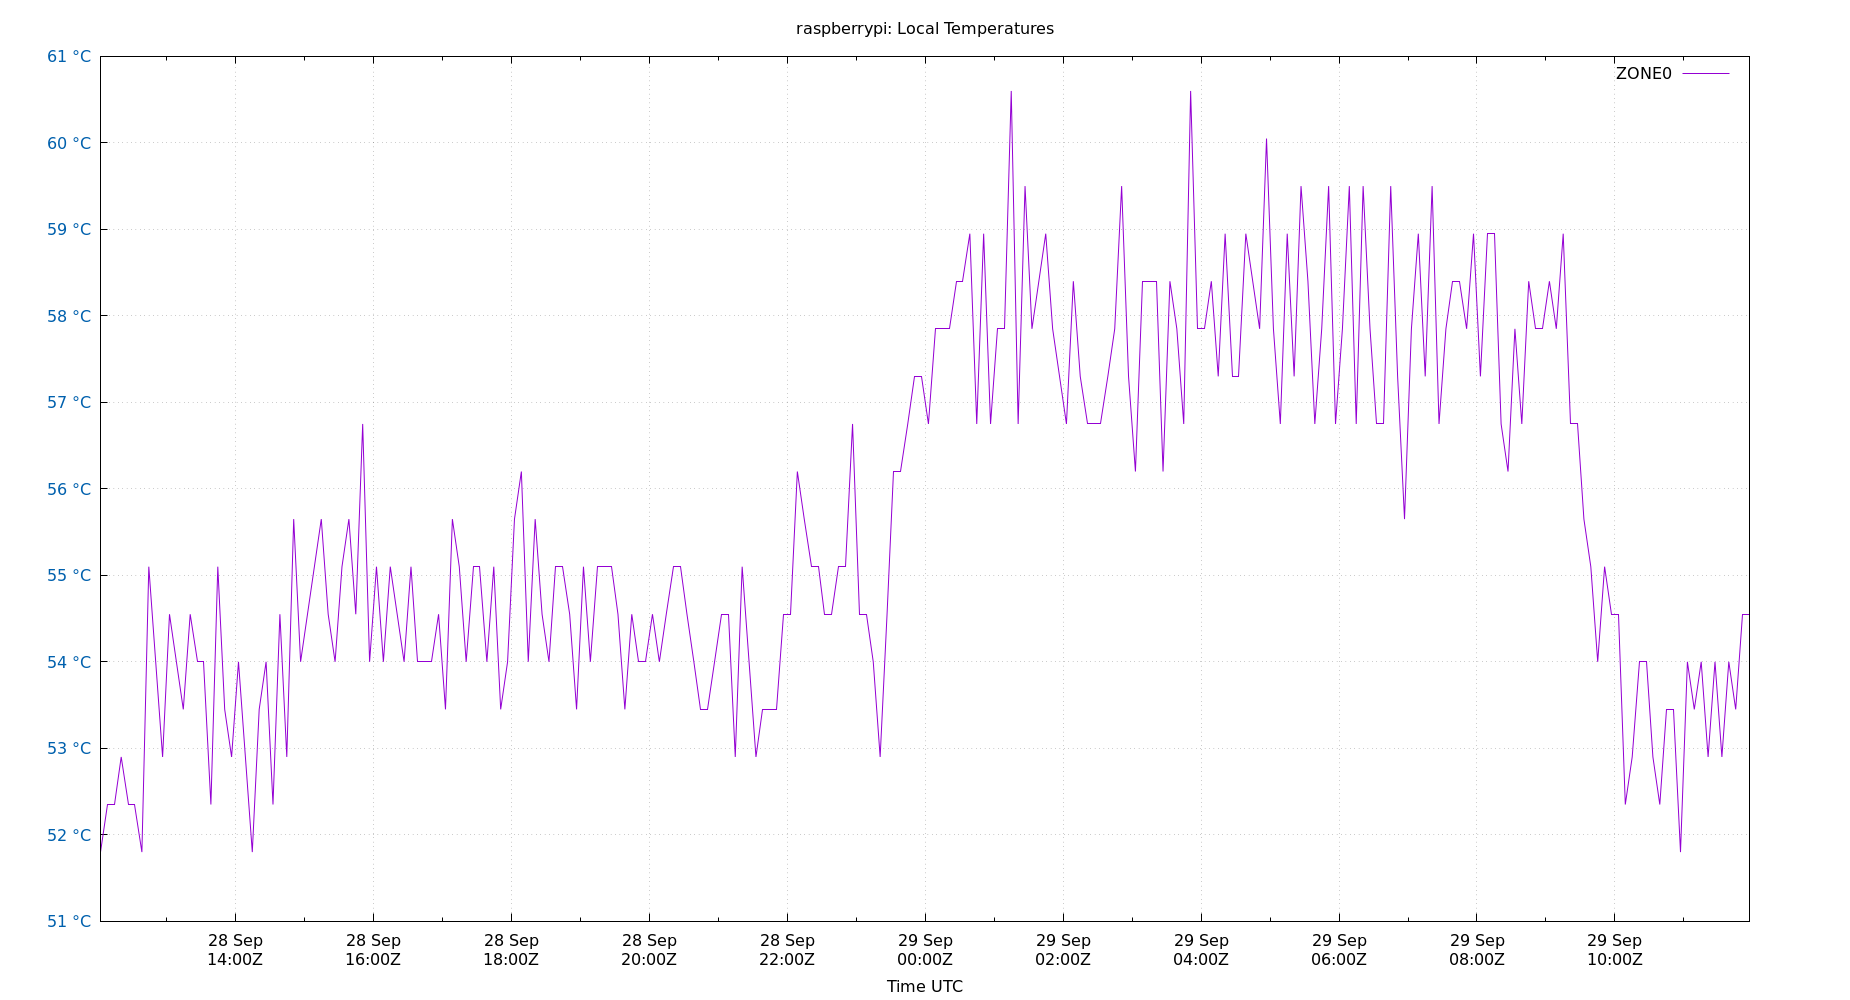 raspberrypi: Local Temperatures
61 °C
ZONE0
60 °C
59 °C
58 °C
57 °C
56 °C
55 °C
54 °C
53 °C
52 °C
51 °C
28 Sep 28 Sep 28 Sep 28 Sep 28 Sep 29 Sep 29 Sep 29 Sep 29 Sep 29 Sep 29 Sep
14:00Z 16:00Z 18:00Z 20:00Z 22:00Z 00:00Z 02:00Z 04:00Z 06:00Z 08:00Z 10:00Z
Time UTC